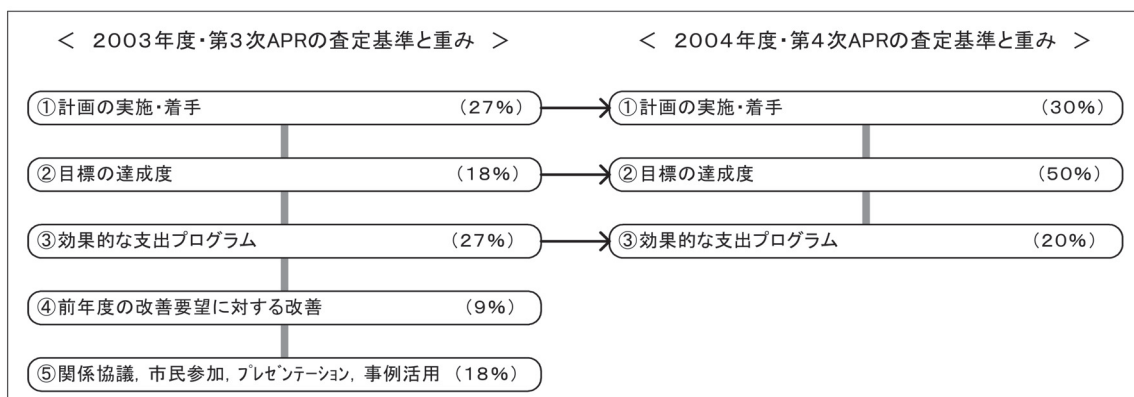 ＜ ２００３年度・第３次APRの査定基準と重み ＞
①計画の実施・着手 （２７％）
②目標の達成度 （１８％）
③効果的な支出プログラム （２７％）
④前年度の改善要望に対する改善 （９％）
⑤関係協議，市民参加，ﾌﾟﾚｾﾞﾝﾃｰｼｮﾝ，事例活用 （１８％）
＜ ２００４年度・第４次APRの査定基準と重み ＞
①計画の実施・着手 （３０％）
②目標の達成度 （５０％）
③効果的な支出プログラム （２０％）